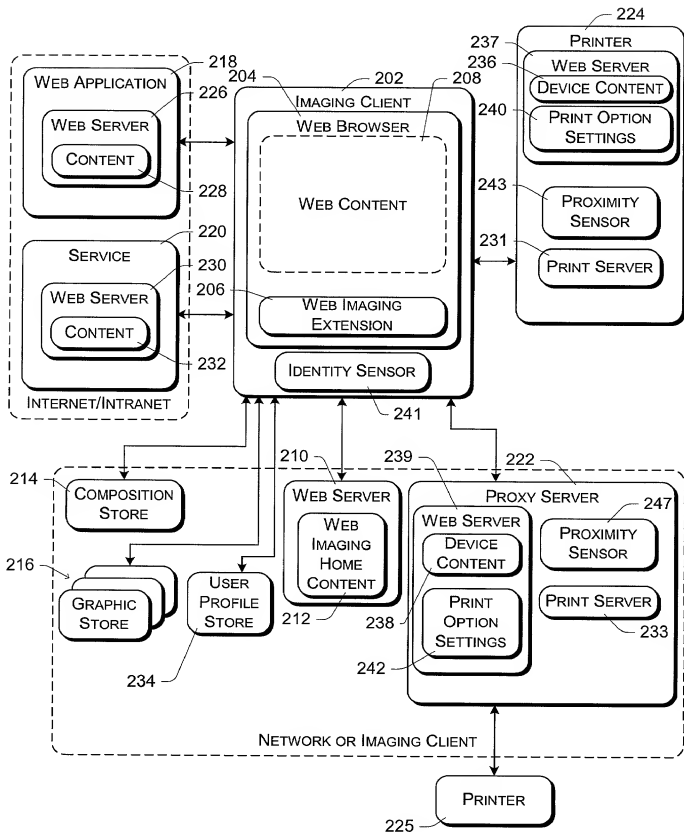 224
PRINTER
237
WEB SERVER
236
DEVICE CONTENT
240
PRINT OPTION
SETTINGS
243
PROXIMITY
SENSOR
231
PRINT SERVER
218
WEB APPLICATION
226
WEB SERVER
CONTENT
228
220
SERVICE
230
WEB SERVER
CONTENT
232
INTERNET/INTRANET
202
204
208
IMAGING CLIENT
WEB BROWSER
WEB CONTENT
206
WEB IMAGING
EXTENSION
IDENTITY SENSOR
241
214
COMPOSITION
STORE
216
GRAPHIC
STORE
USER
PROFILE
STORE
234
210
WEB SERVER
WEB
IMAGING
HOME
CONTENT
212
239
222
PROXY SERVER
WEB SERVER
DEVICE
CONTENT
238
PRINT
OPTION
SETTINGS
242
247
PROXIMITY
SENSOR
PRINT SERVER
233
NETWORK OR IMAGING CLIENT
PRINTER
225